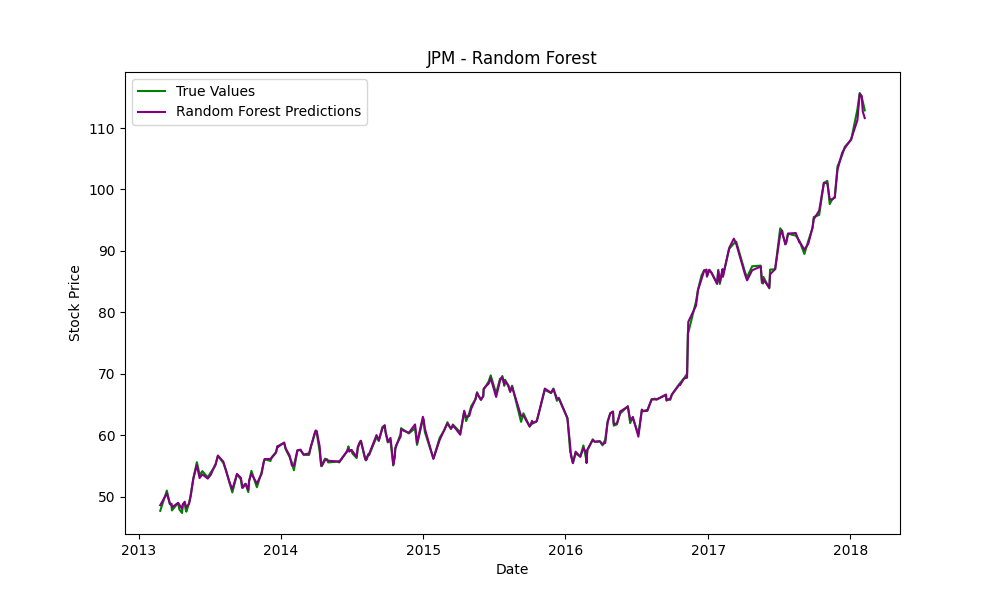 JPM - Random Forest
True Values
Random Forest Predictions
110
100
90
80
70
60
50
Stock Price
2013 2014 2015 2016 2017 2018
Date